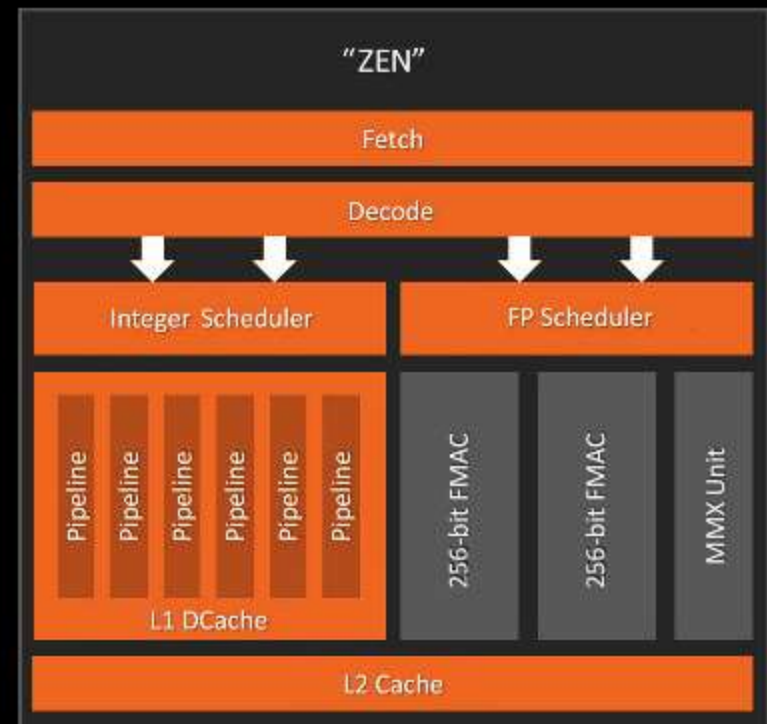 “ZEN”
Fetch
Decode
Integer Scheduler
FP Scheduler
Pipeline
Pipeline
Pipeline
Pipeline
Pipeline
Pipeline
256-bit FMAC
256-bit FMAC
MMX Unit
L1 DCache
L2 Cache